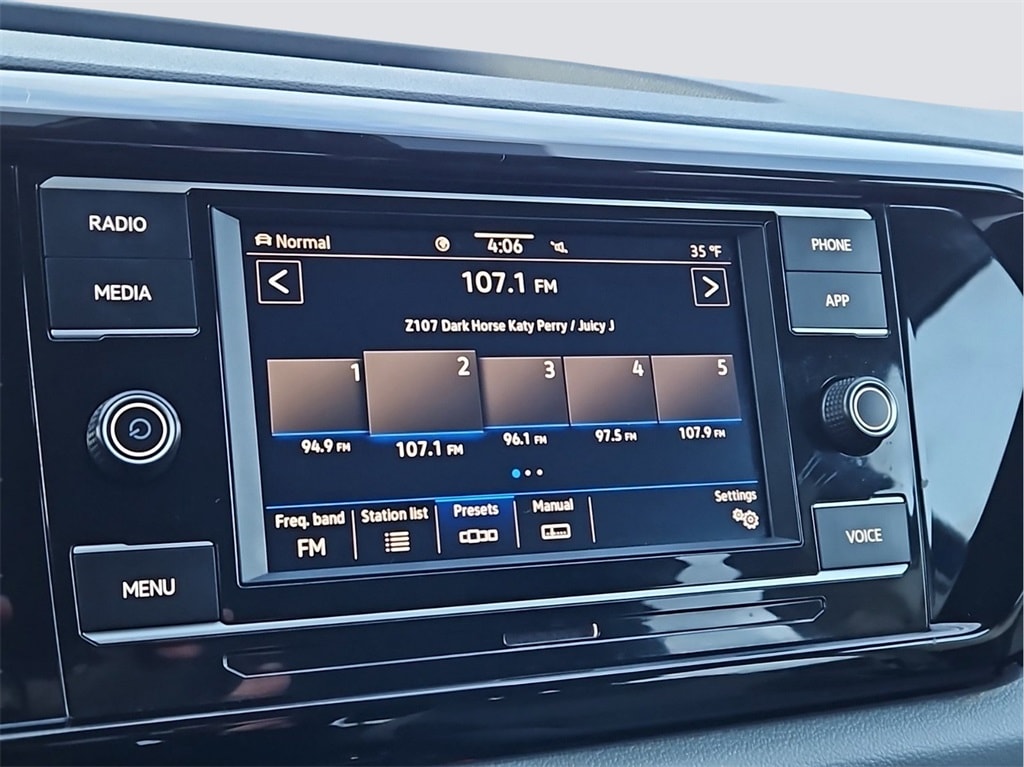 RADIO
MEDIA
MENU
Normal
4:06
35 °F
<
107.1 FM
>
Z107 Dark Horse Katy Perry / Juicy J
1
2
3
4
5
94.9 FM
107.1 FM
96.1 FM
97.5 FM
107.9 FM
Freq. band
FM
Station list
Presets
Manual
Settings
PHONE
APP
VOICE